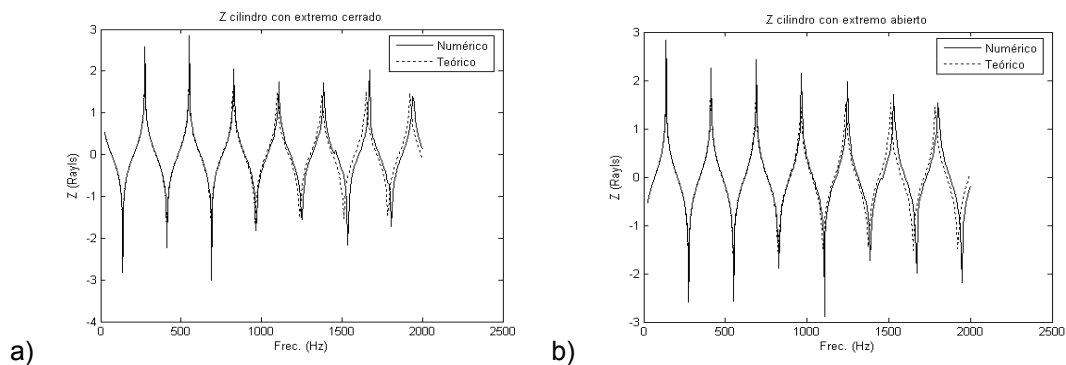 Z cilindro con extremo cerrado
3
2
1
0
-1
-2
-3
-4
Z (Rayls)
Numérico
Teórico
0 500 1000 1500 2000 2500
Frec. (Hz)
a)
Z cilindro con extremo abierto
3
2
1
0
-1
-2
-3
Z (Rayls)
Numérico
Teórico
0 500 1000 1500 2000 2500
Frec. (Hz)
b)